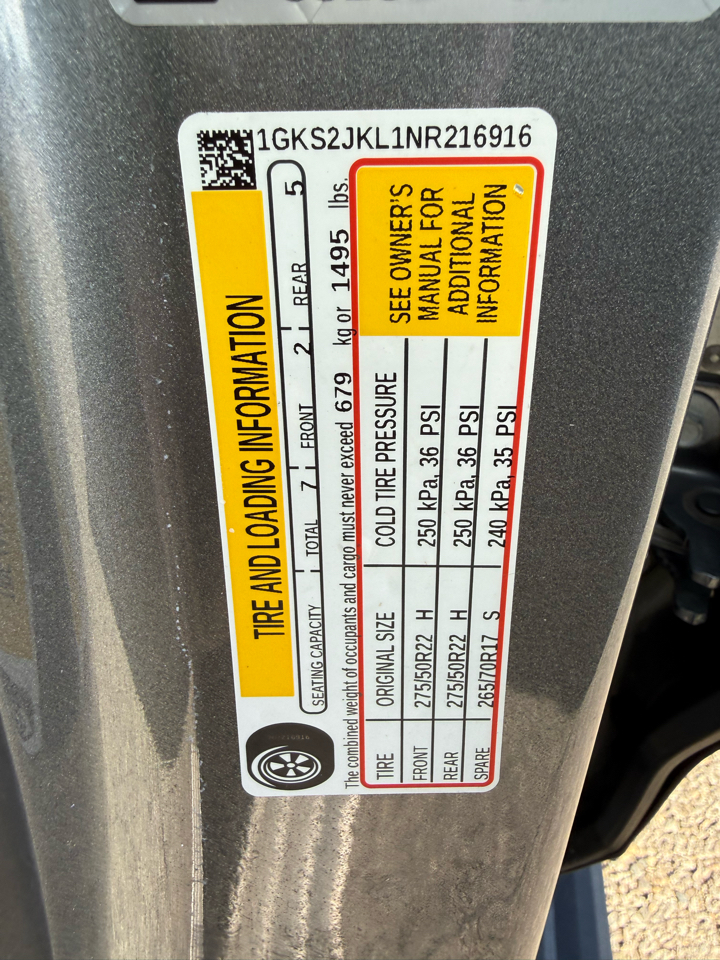 1GKS2JKL1NR216916
TIRE AND LOADING INFORMATION
SEATING CAPACITY TOTAL 7 FRONT 2 REAR 5
The combined weight of occupants and cargo must never exceed 679 kg or 1495 lbs.
TIRE ORIGINAL SIZE COLD TIRE PRESSURE
FRONT 275/50R22 H 250 kPa, 36 PSI
REAR 275/50R22 H 250 kPa, 36 PSI
SPARE 265/70R17 S 240 kPa, 35 PSI
SEE OWNER'S
MANUAL FOR
ADDITIONAL
INFORMATION